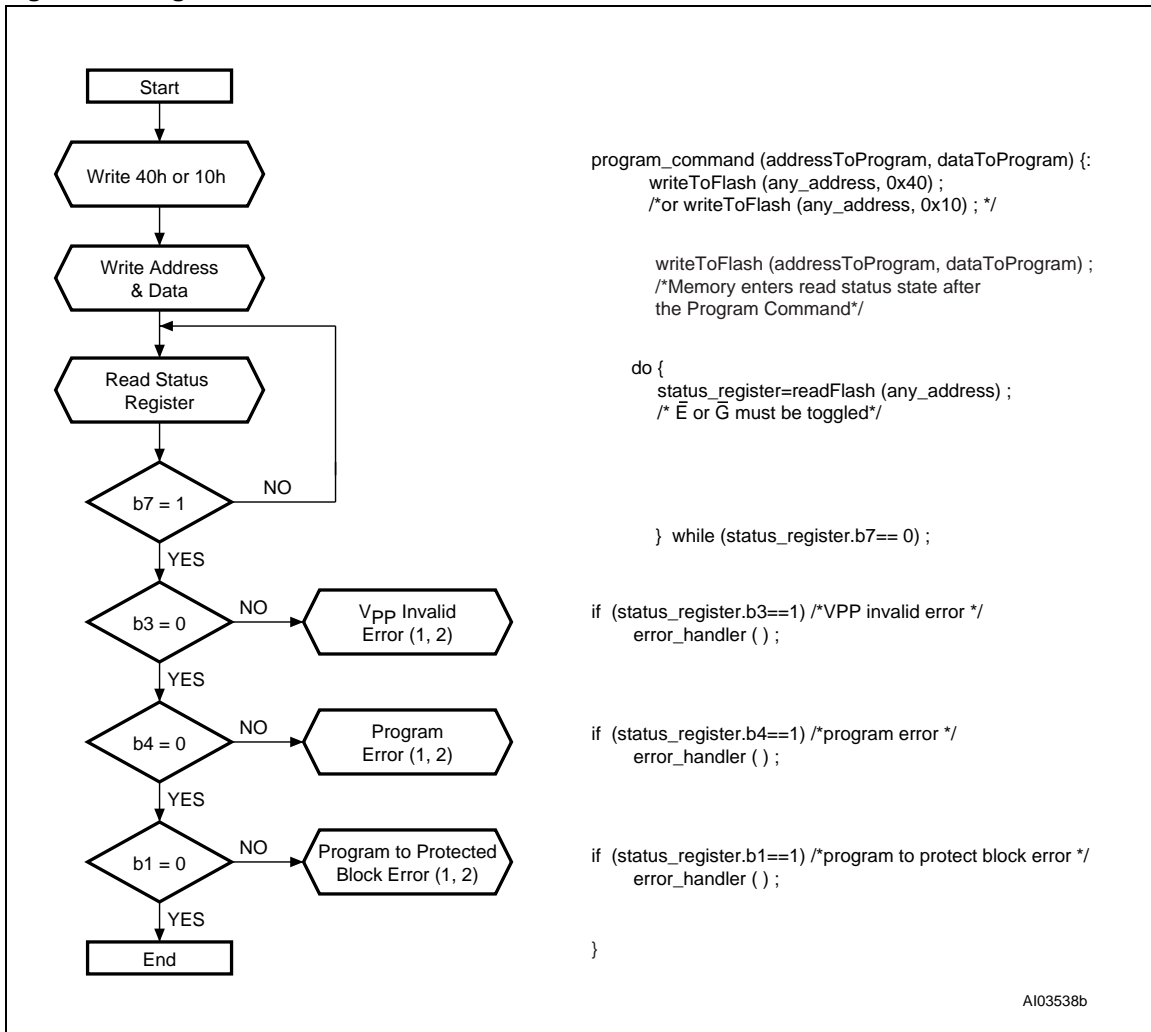 Start
Write 40h or 10h
program_command (addressToProgram, dataToProgram) {:
writeToFlash (any_address, 0x40) ;
/*or writeToFlash (any_address, 0x10) ; */
Write Address
& Data
writeToFlash (addressToProgram, dataToProgram) ;
/*Memory enters read status state after
the Program Command*/
Read Status
Register
do {
status_register=readFlash (any_address) ;
/* E̅ or G̅ must be toggled*/
b7 = 1
NO
} while (status_register.b7== 0) ;
YES
b3 = 0
NO
VPP Invalid
Error (1, 2)
if (status_register.b3==1) /*VPP invalid error */
error_handler ( ) ;
YES
b4 = 0
NO
Program
Error (1, 2)
if (status_register.b4==1) /*program error */
error_handler ( ) ;
YES
b1 = 0
NO
Program to Protected
Block Error (1, 2)
if (status_register.b1==1) /*program to protect block error */
error_handler ( ) ;
YES
End
}
AI03538b